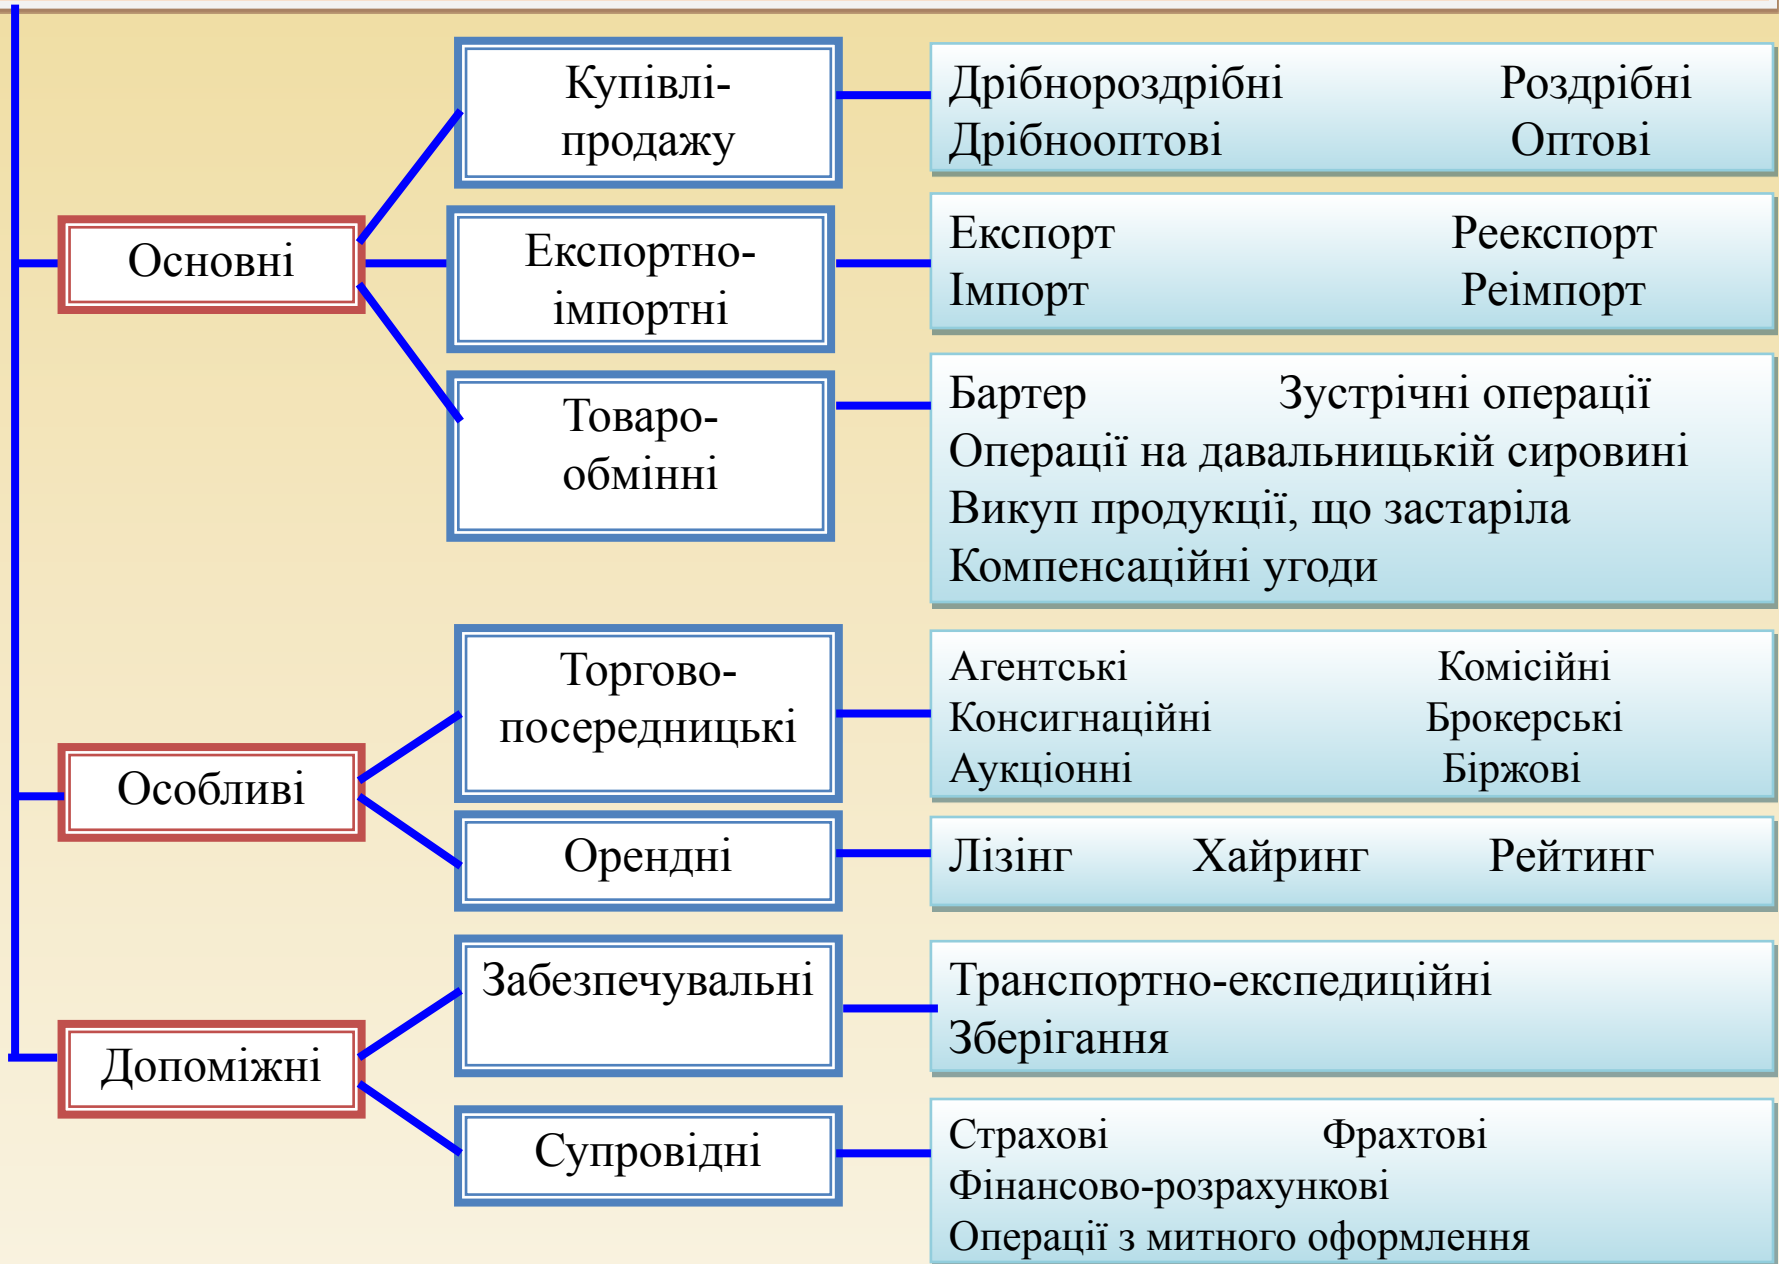 Основні
Купівлі-
продажу
Дрібнороздрібні Роздрібні
Дрібнооптові Оптові
Експортно-
імпортні
Експорт Реекспорт
Імпорт Реімпорт
Товаро-
обмінні
Бартер Зустрічні операції
Операції на давальницькій сировині
Викуп продукції, що застаріла
Компенсаційні угоди
Особливі
Торгово-
посередницькі
Агентські Комісійні
Консигнаційні Брокерські
Аукціонні Біржові
Орендні
Лізінг Хайринг Рейтинг
Допоміжні
Забезпечувальні
Транспортно-експедиційні
Зберігання
Супровідні
Страхові Фрахтові
Фінансово-розрахункові
Операції з митного оформлення